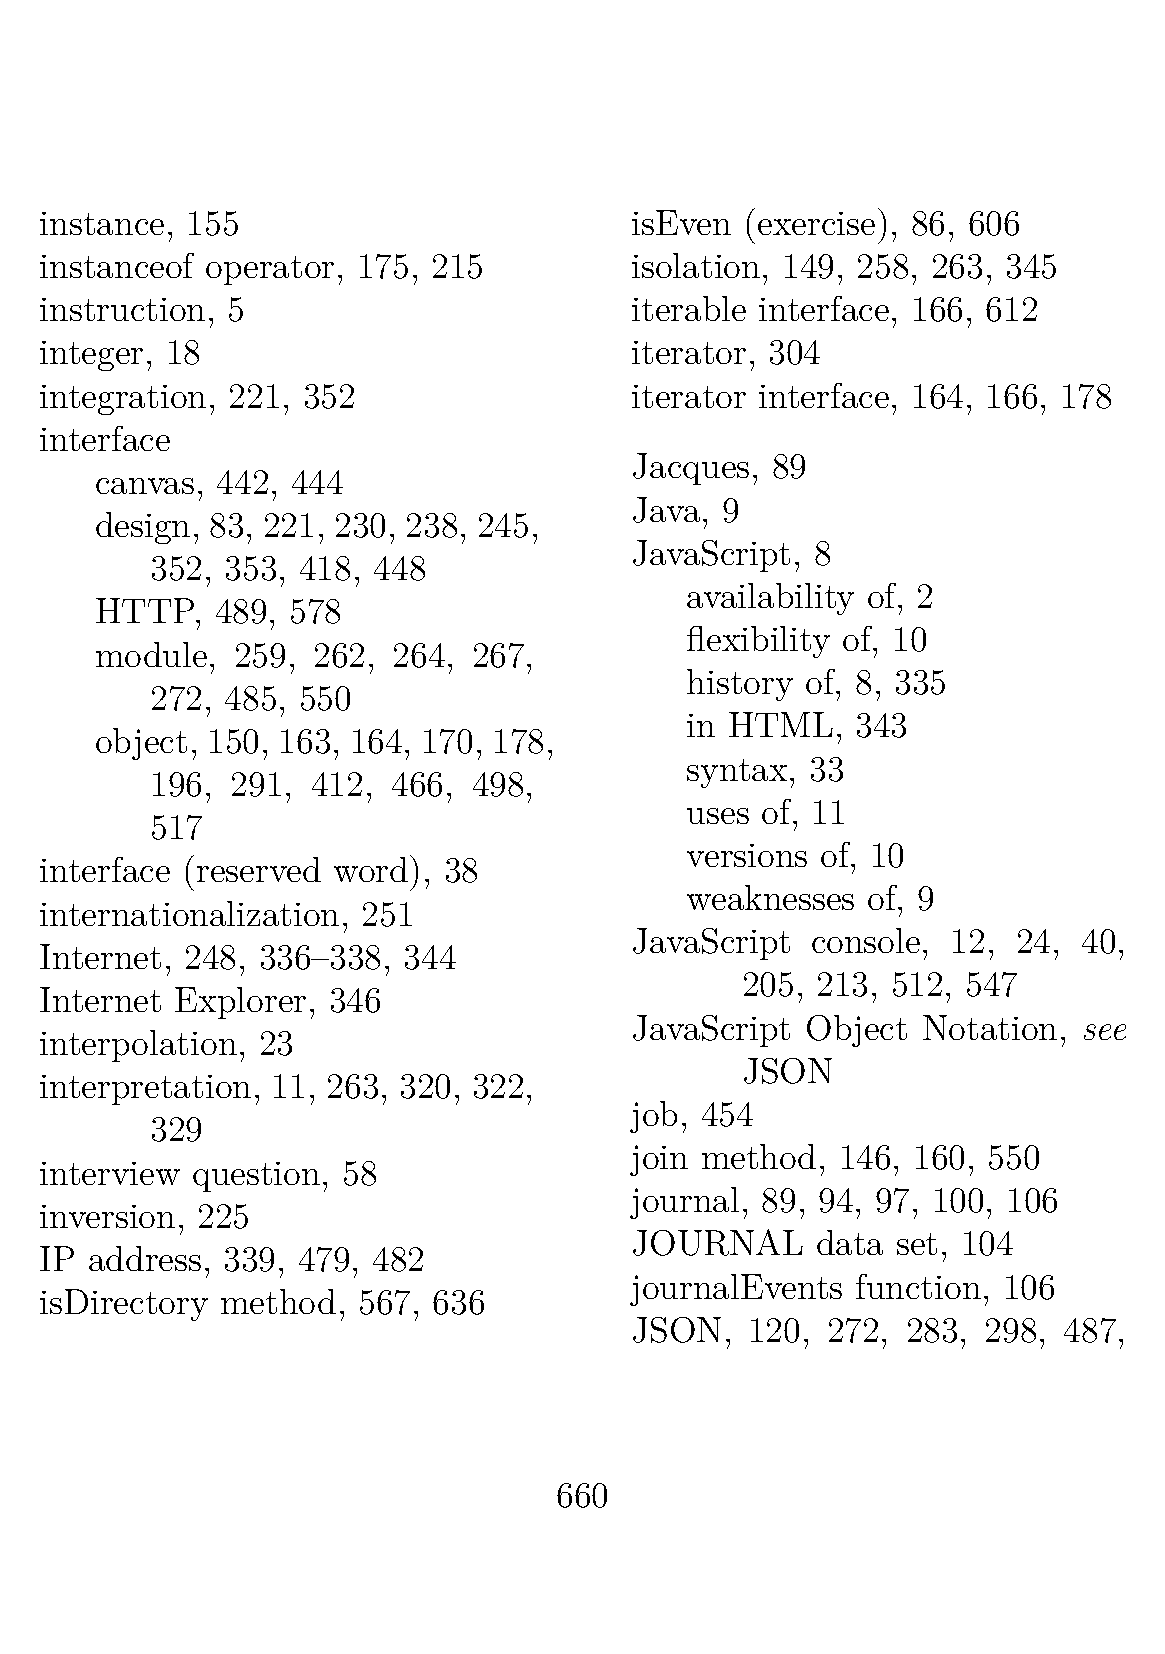 instance, 155
instanceof operator, 175, 215
instruction, 5
integer, 18
integration, 221, 352
interface
canvas, 442, 444
design, 83, 221, 230, 238, 245,
352, 353, 418, 448
HTTP, 489, 578
module, 259, 262, 264, 267,
272, 485, 550
object, 150, 163, 164, 170, 178,
196, 291, 412, 466, 498,
517
interface (reserved word), 38
internationalization, 251
Internet, 248, 336–338, 344
Internet Explorer, 346
interpolation, 23
interpretation, 11, 263, 320, 322,
329
interview question, 58
inversion, 225
IP address, 339, 479, 482
isDirectory method, 567, 636
isEven (exercise), 86, 606
isolation, 149, 258, 263, 345
iterable interface, 166, 612
iterator, 304
iterator interface, 164, 166, 178
Jacques, 89
Java, 9
JavaScript, 8
availability of, 2
flexibility of, 10
history of, 8, 335
in HTML, 343
syntax, 33
uses of, 11
versions of, 10
weaknesses of, 9
JavaScript console, 12, 24, 40,
205, 213, 512, 547
JavaScript Object Notation, see
JSON
job, 454
join method, 146, 160, 550
journal, 89, 94, 97, 100, 106
JOURNAL data set, 104
journalEvents function, 106
JSON, 120, 272, 283, 298, 487,
660